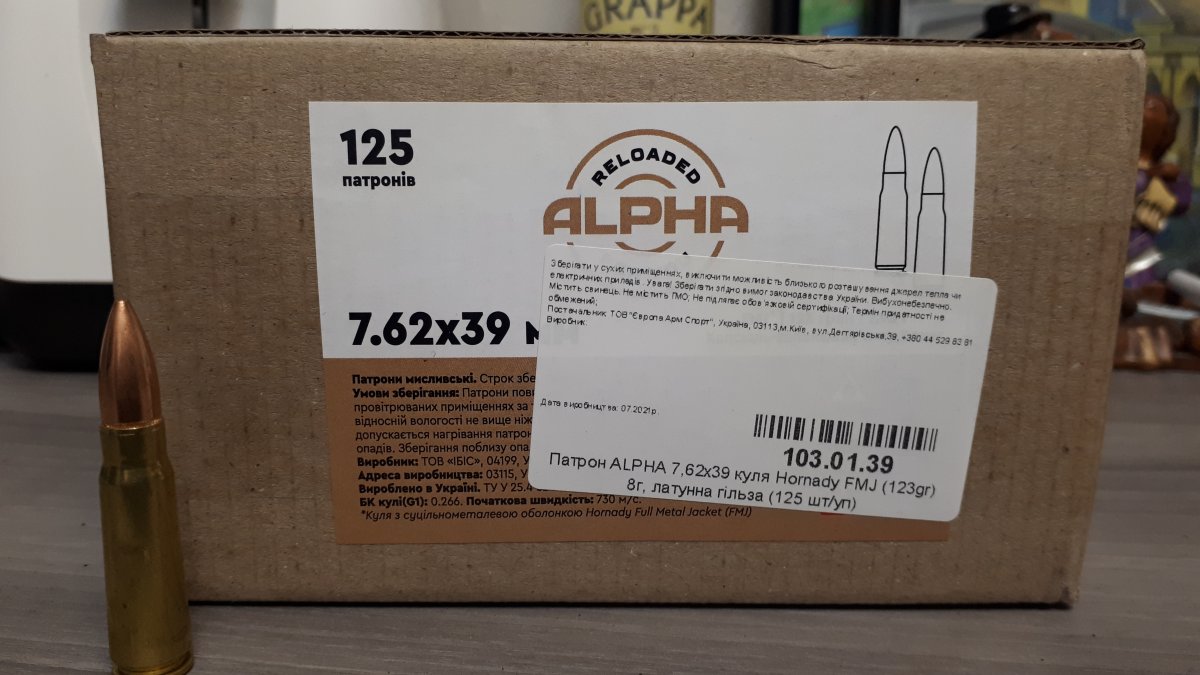 GRAPPA
125
патронів
RELOADED
ALPHA
7.62x39
Патрони мисливські. Строк збе
Умови зберігання: Патрони пов
провітрюваних приміщеннях за
відносній вологості не вище ніж
допускається нагрівання патрон
опадів. Зберігання поблизу опа
Виробник: ТОВ «ІБІС», 04199, У
Адреса виробництва: 03115, У
Вироблено в Україні. ТУ У 25.4
БК кулі(G1): 0.266. Початкова швидкість: 730 м/с.
*Куля з суцільнометалевою оболонкою Hornady Full Metal Jacket (FMJ)
Зберігати у сухих приміщеннях, виключити можливість близького розташування джерел тепла чи
електричних приладів. Увага! Зберігати згідно вимог законодавства України. Вибухонебезпечно.
Містить свинець. Не містить ГМО; Не підлягає обов'язковій сертифікації; Термін придатності не
обмежений;
Постачальник: ТОВ "Європа Арм Спорт", Україна, 03113,м.Київ, вул.Дегтярівська,39, +380 44 529 83 81
Виробник:
Дата виробництва: 07.2021р.
103.01.39
Патрон ALPHA 7,62x39 куля Hornady FMJ (123gr)
8г, латунна гільза (125 шт/уп)